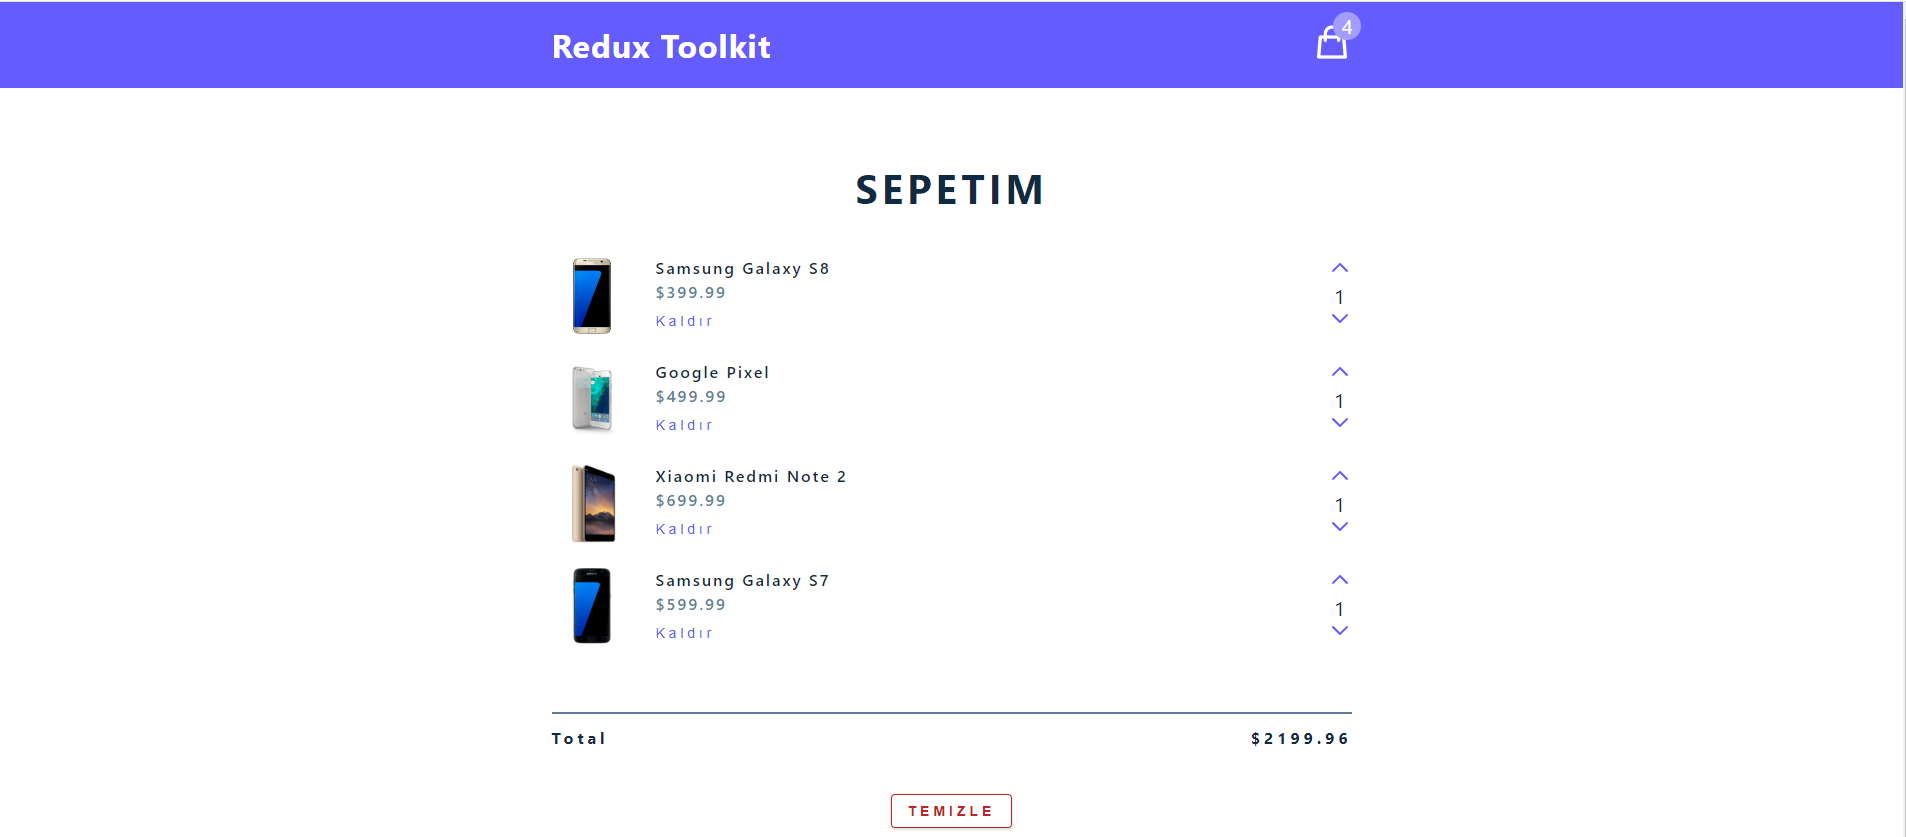 Redux Toolkit
4
SEPETIM
Samsung Galaxy S8
$399.99
Kaldır
1
Google Pixel
$499.99
Kaldır
1
Xiaomi Redmi Note 2
$699.99
Kaldır
1
Samsung Galaxy S7
$599.99
Kaldır
1
Total $2199.96
TEMIZLE